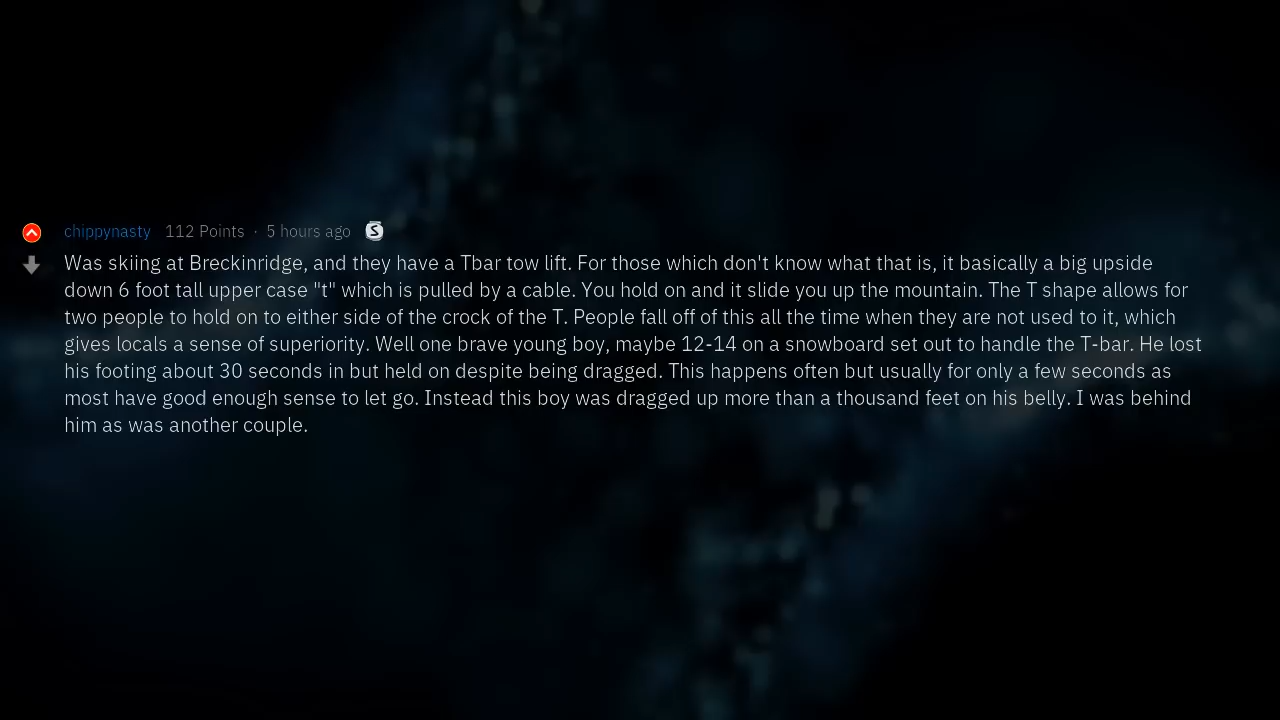 chippynasty 112 Points · 5 hours ago S
Was skiing at Breckinridge, and they have a Tbar tow lift. For those which don't know what that is, it basically a big upside
down 6 foot tall upper case "t" which is pulled by a cable. You hold on and it slide you up the mountain. The T shape allows for
two people to hold on to either side of the crock of the T. People fall off of this all the time when they are not used to it, which
gives locals a sense of superiority. Well one brave young boy, maybe 12-14 on a snowboard set out to handle the T-bar. He lost
his footing about 30 seconds in but held on despite being dragged. This happens often but usually for only a few seconds as
most have good enough sense to let go. Instead this boy was dragged up more than a thousand feet on his belly. I was behind
him as was another couple.